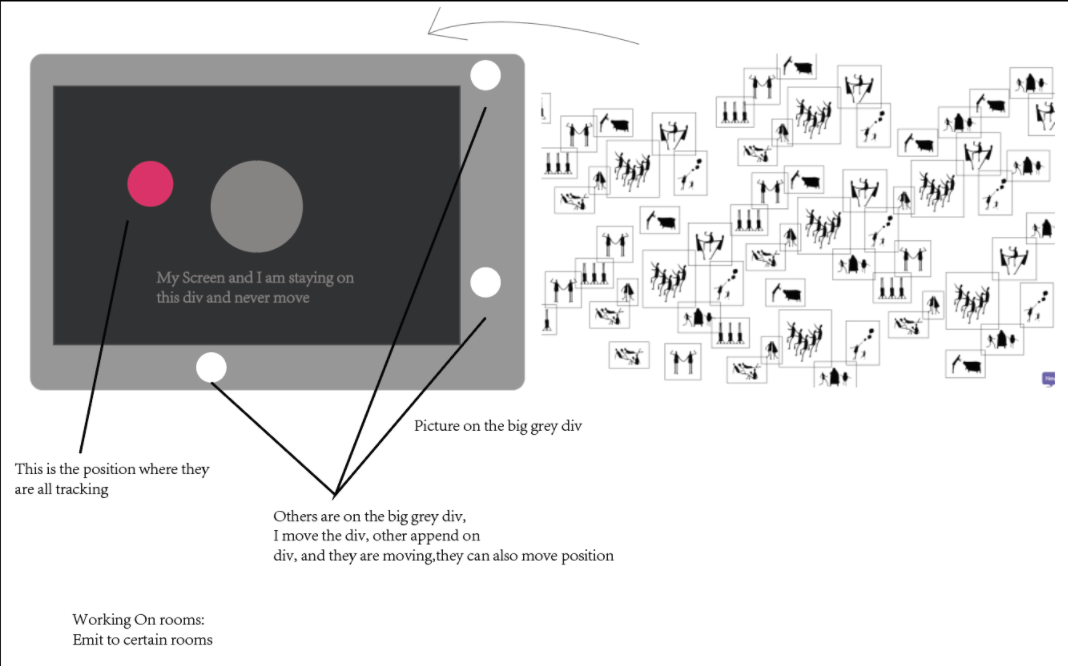 My Screen and I am staying on
this div and never move
Picture on the big grey div
This is the position where they
are all tracking
Others are on the big grey div,
I move the div, other append on
div, and they are moving,they can also move position
Working On rooms:
Emit to certain rooms